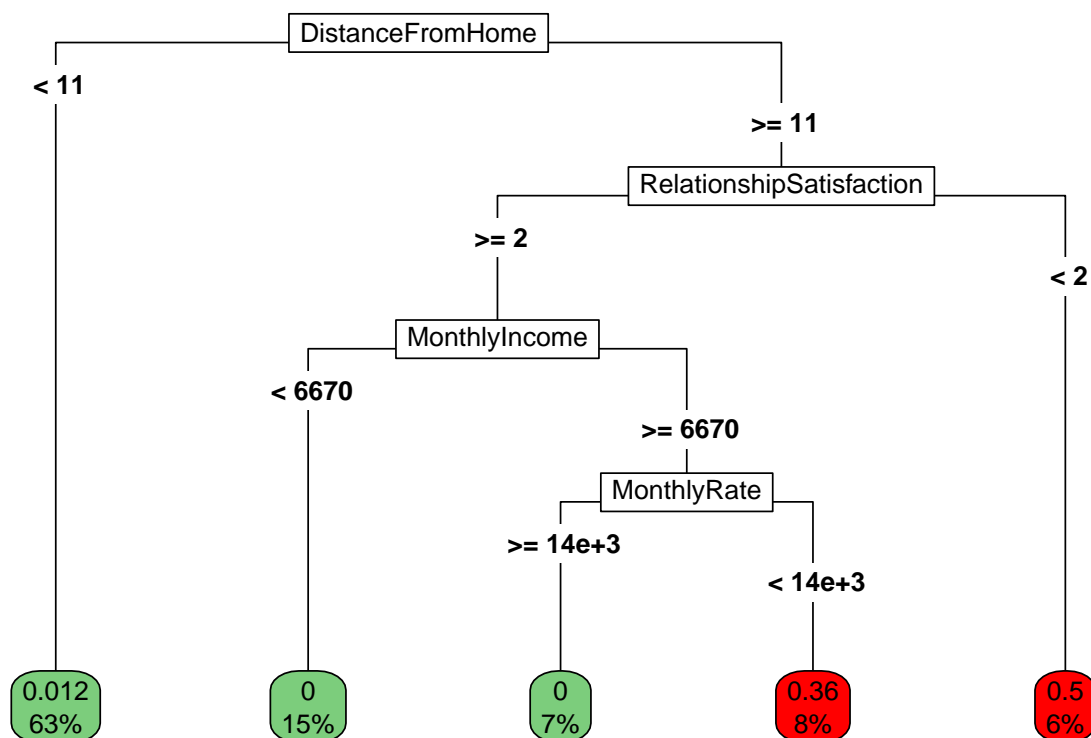 DistanceFromHome
< 11
>= 11
RelationshipSatisfaction
>= 2
< 2
MonthlyIncome
< 6670
>= 6670
MonthlyRate
>= 14e+3
< 14e+3
0.012
63%
0
15%
0
7%
0.36
8%
0.5
6%